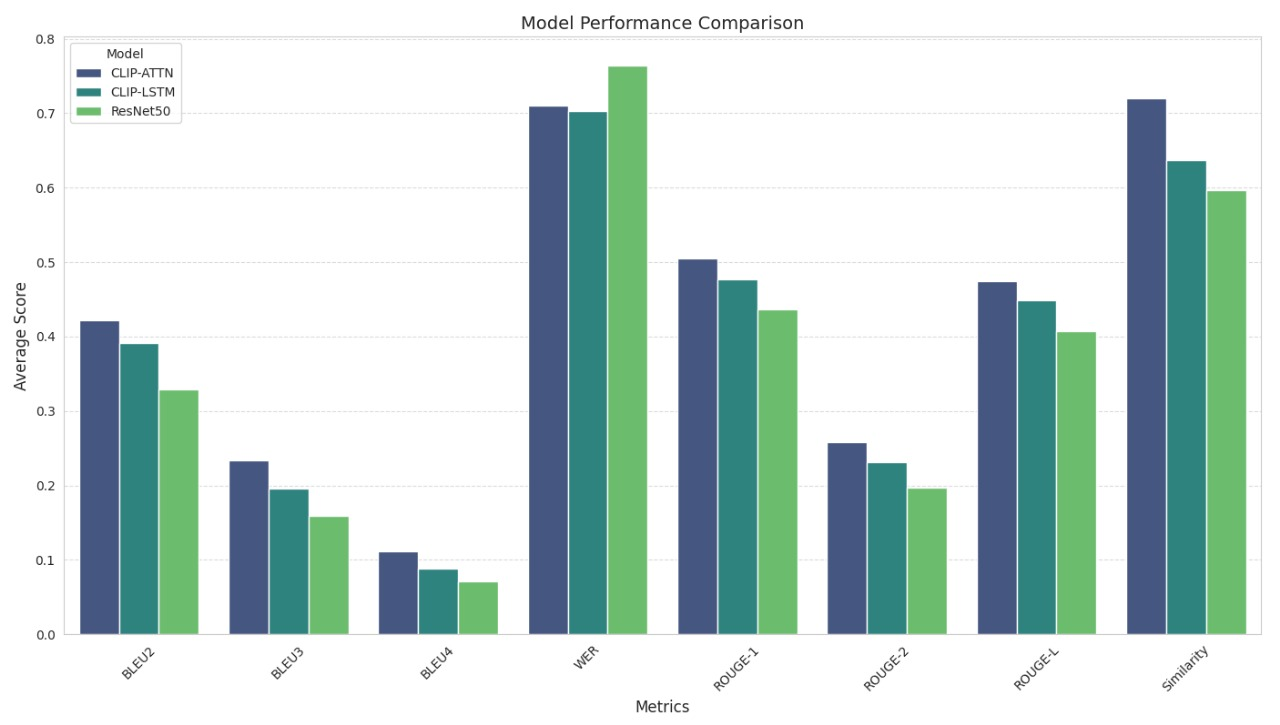 Model Performance Comparison
Model
CLIP-ATTN
CLIP-LSTM
ResNet50
Average Score
0.8
0.7
0.6
0.5
0.4
0.3
0.2
0.1
0.0
BLEU2
BLEU3
BLEU4
WER
ROUGE-1
ROUGE-2
ROUGE-L
Similarity
Metrics